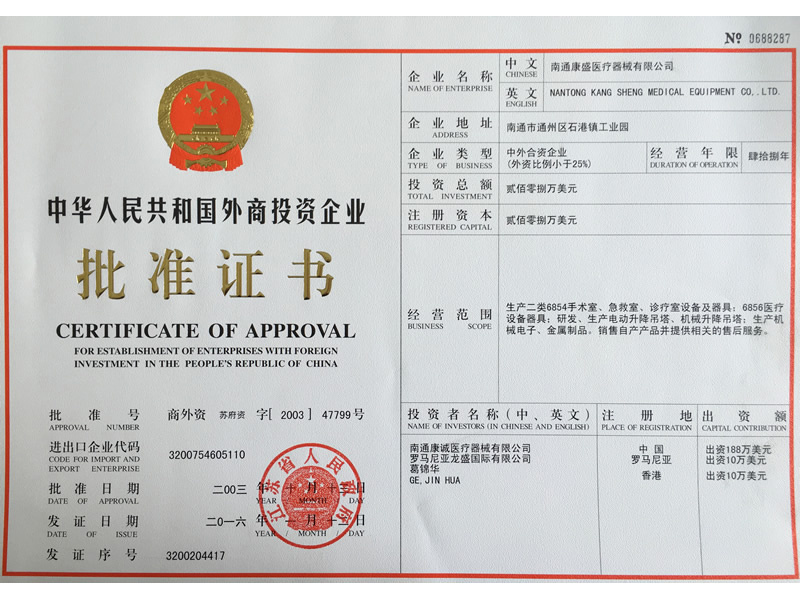 Nº 0688287
中华人民共和国外商投资企业
批准证书
CERTIFICATE OF APPROVAL
FOR ESTABLISHMENT OF ENTERPRISES WITH FOREIGN
INVESTMENT IN THE PEOPLE'S REPUBLIC OF CHINA
批准号 商外资 苏府资 字[ 2003 ] 47799 号
APPROVAL NUMBER
进出口企业代码 3200754605110
CODE FOR IMPORT AND
EXPORT ENTERPRISE
批准日期 二00三 年 十 月 十三 日
DATE OF APPROVAL YEAR / MONTH / DAY
发证日期 二0一六 年 一 月 十二 日
DATE OF ISSUE YEAR / MONTH / DAY
发证序号 3200204417
江苏省人民政府
企业名称 中文 南通康盛医疗器械有限公司
NAME OF ENTERPRISE CHINESE
英文 NANTONG KANG SHENG MEDICAL EQUIPMENT CO,.LTD.
ENGLISH
企业地址 南通市通州区石港镇工业园
ADDRESS
企业类型 中外合资企业 经营年限 肆拾捌年
TYPE OF BUSINESS (外资比例小于25%) DURATION OF OPERATION
投资总额 贰佰零捌万美元
TOTAL INVESTMENT
注册资本 贰佰零捌万美元
REGISTERED CAPITAL
经营范围
BUSINESS SCOPE
生产二类6854手术室、急救室、诊疗室设备及器具；6856医疗
设备器具；研发、生产电动升降吊塔、机械升降吊塔；生产机
械电子、金属制品。销售自产产品并提供相关的售后服务。
投资者名称(中、英文) 注册地 出资额
NAME OF INVESTORS (IN CHINESE AND ENGLISH) PLACE OF REGISTRATION CAPITAL CONTRIBUTION
南通康诚医疗器械有限公司 中国 出资188万美元
罗马尼亚龙盛国际有限公司 罗马尼亚 出资10万美元
葛锦华 香港 出资10万美元
GE,JIN HUA